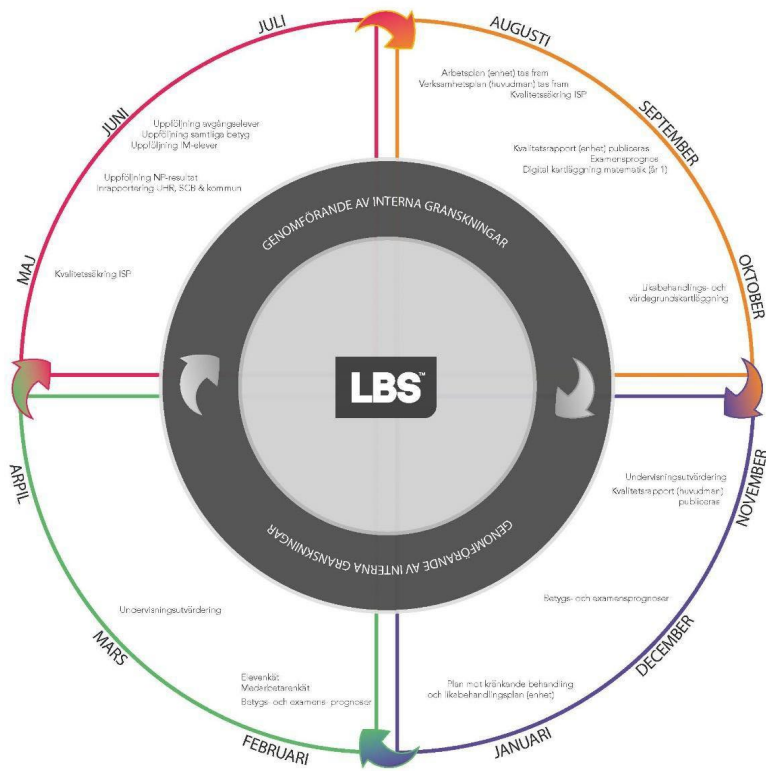 JULI
AUGUSTI
Arbetsplan (enhet) tas fram
Verksamhetsplan (huvudman) tas fram
Kvalitetssäkring ISP
SEPTEMBER
Kvalitetsrapport (enhet) publiceras
Examensprognos
Digital kartläggning matematik (år 1)
OKTOBER
Likabehandlings- och
värdegrundskartläggning
NOVEMBER
Undervisningsutvärdering
Kvalitetsrapport (huvudman)
publiceras
DECEMBER
Betygs- och examensprognoser
JANUARI
Plan mot kränkande behandling
och likabehandlingsplan (enhet)
FEBRUARI
Elevenkät
Medarbetarenkät
Betygs- och examens- prognoser
MARS
Undervisningsutvärdering
ARPIL
MAJ
Kvalitetssäkring ISP
JUNI
Uppföljning avgångselever
Uppföljning samtliga betyg
Uppföljning IM-elever
Uppföljning NP-resultat
Inrapportering UHR, SCB & kommun
GENOMFÖRANDE AV INTERNA GRANSKNINGAR
LBS™
GENOMFÖRANDE AV INTERNA GRANSKNINGAR